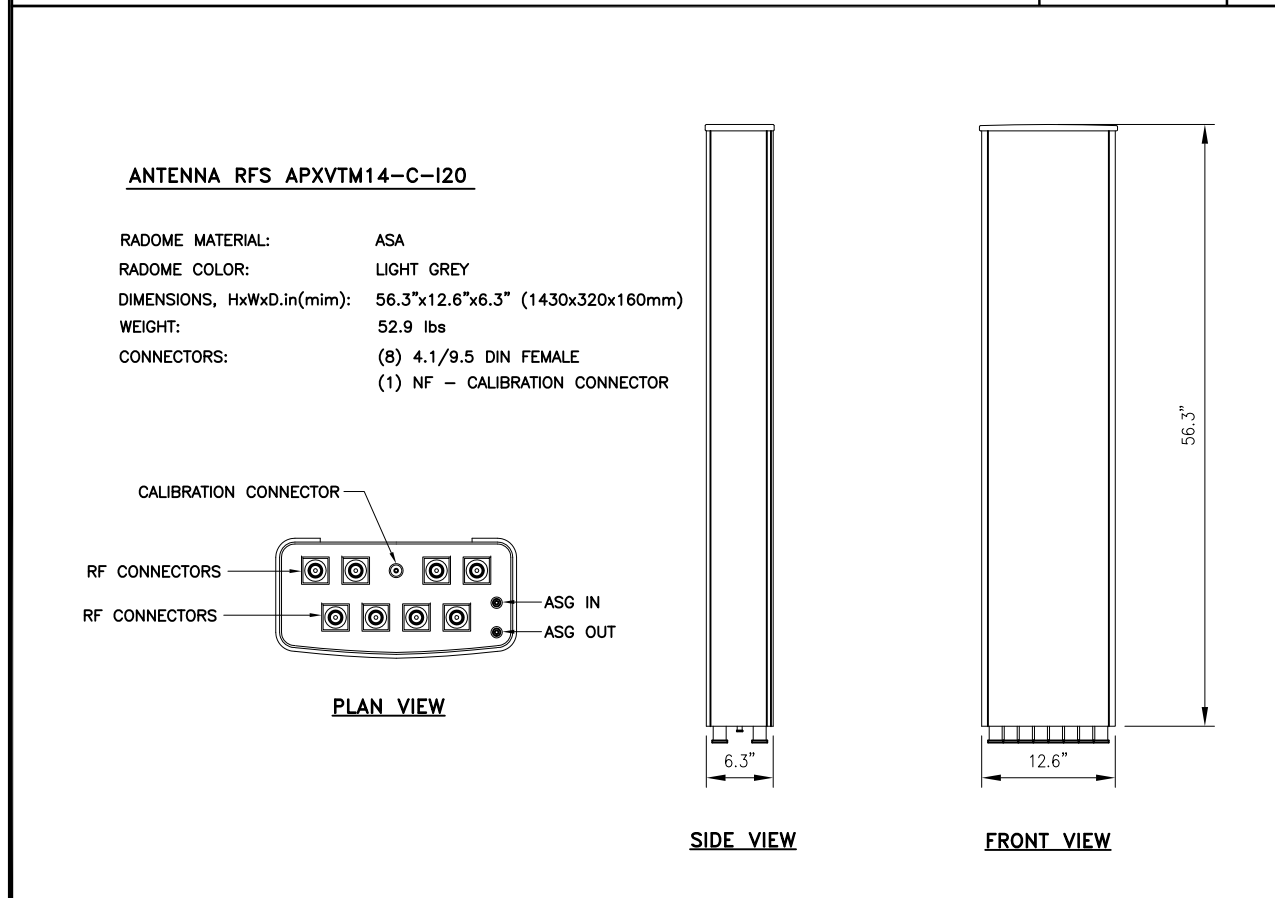 ANTENNA RFS APXVTM14-C-I20
RADOME MATERIAL: ASA
RADOME COLOR: LIGHT GREY
DIMENSIONS, HxWxD.in(mim): 56.3"x12.6"x6.3" (1430x320x160mm)
WEIGHT: 52.9 lbs
CONNECTORS: (8) 4.1/9.5 DIN FEMALE
(1) NF – CALIBRATION CONNECTOR
CALIBRATION CONNECTOR
RF CONNECTORS
RF CONNECTORS
ASG IN
ASG OUT
PLAN VIEW
6.3"
SIDE VIEW
56.3"
12.6"
FRONT VIEW